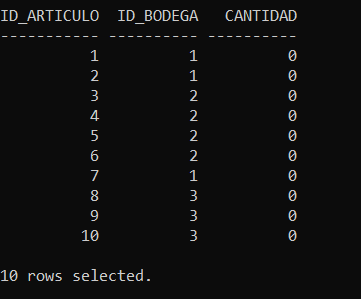 ID_ARTICULO  ID_BODEGA   CANTIDAD
----------- ---------- ----------
          1          1          0
          2          1          0
          3          2          0
          4          2          0
          5          2          0
          6          2          0
          7          1          0
          8          3          0
          9          3          0
         10          3          0
10 rows selected.